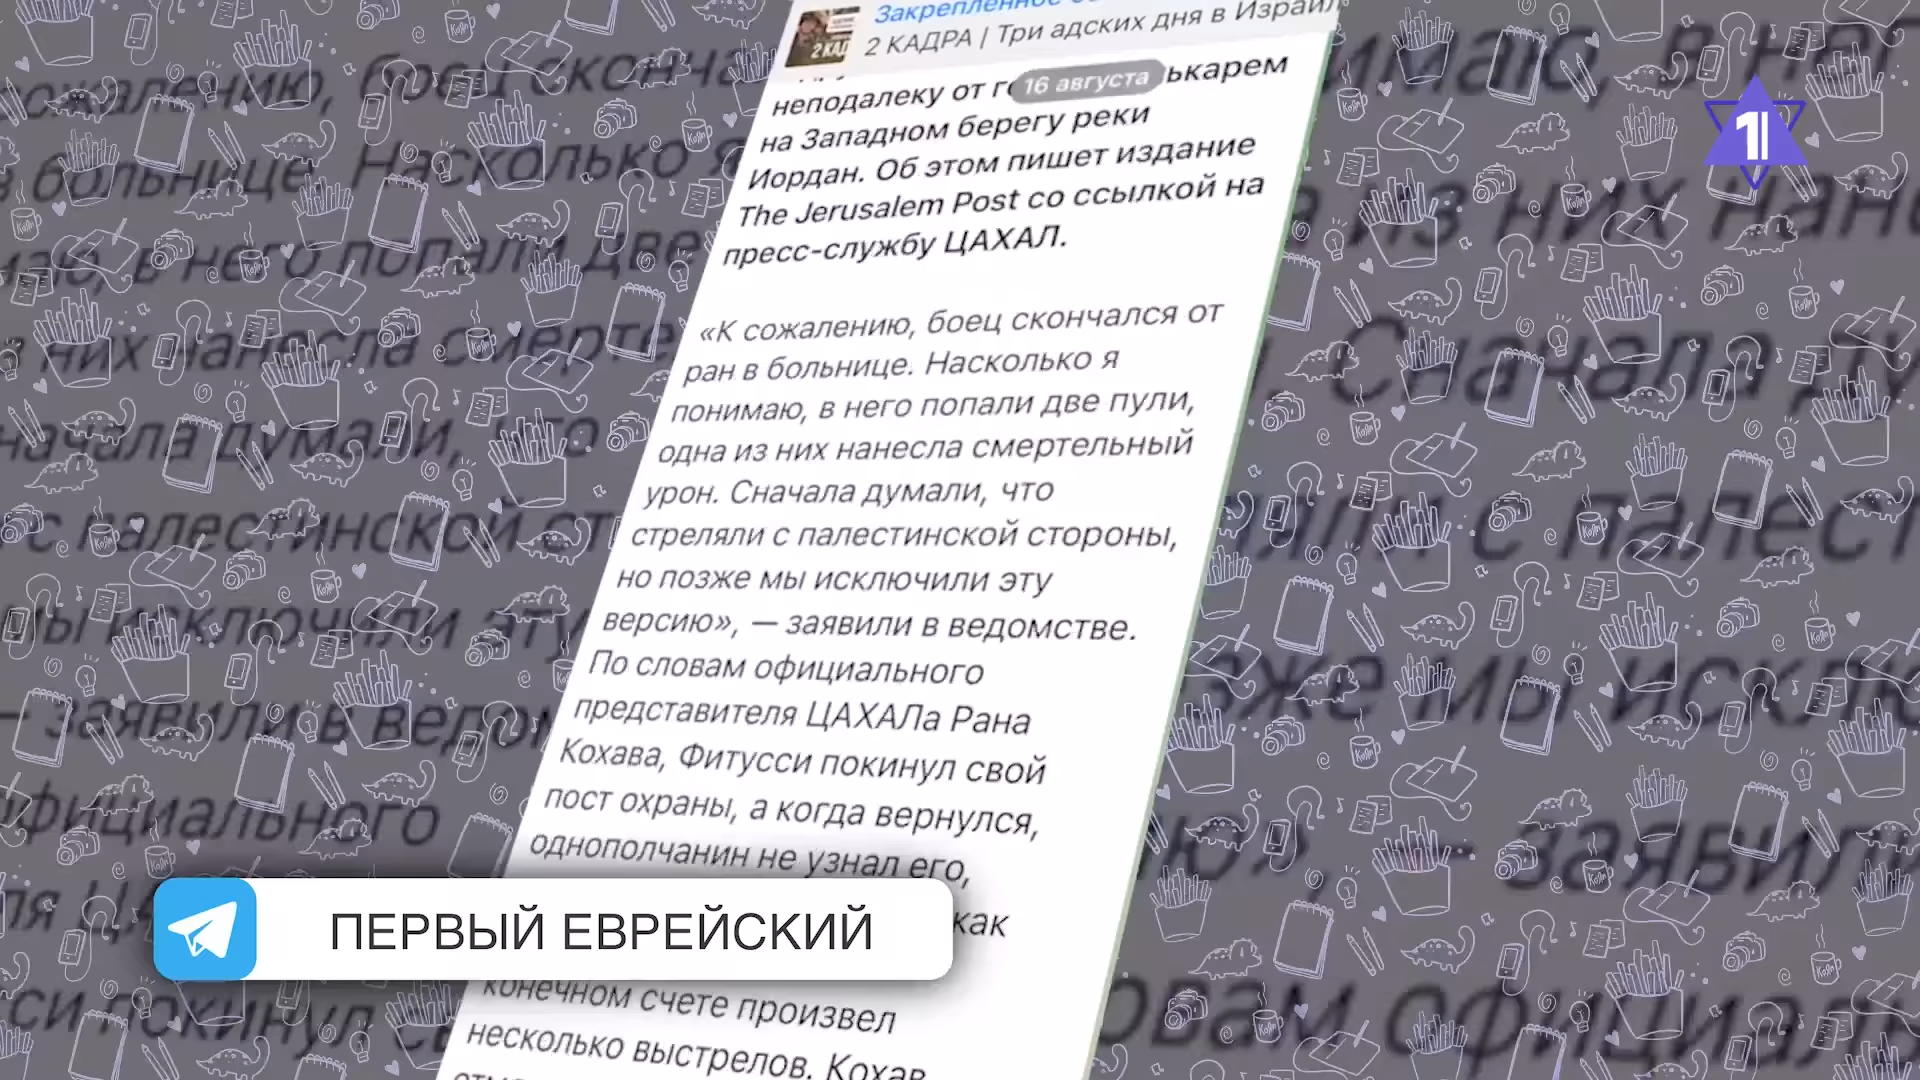 Закрепленное
2 КАДРА | Три адских дня в Израил
неподалеку от г 16 августа ькарем
на Западном берегу реки
Иордан. Об этом пишет издание
The Jerusalem Post со ссылкой на
пресс-службу ЦАХАЛ.
«К сожалению, боец скончался от
ран в больнице. Насколько я
понимаю, в него попали две пули,
одна из них нанесла смертельный
урон. Сначала думали, что
стреляли с палестинской стороны,
но позже мы исключили эту
версию», — заявили в ведомстве.
По словам официального
представителя ЦАХАЛа Рана
Кохава, Фитусси покинул свой
пост охраны, а когда вернулся,
однополчанин не узнал его,
как
ПЕРВЫЙ ЕВРЕЙСКИЙ
конечном счете произвел
несколько выстрелов. Кохав